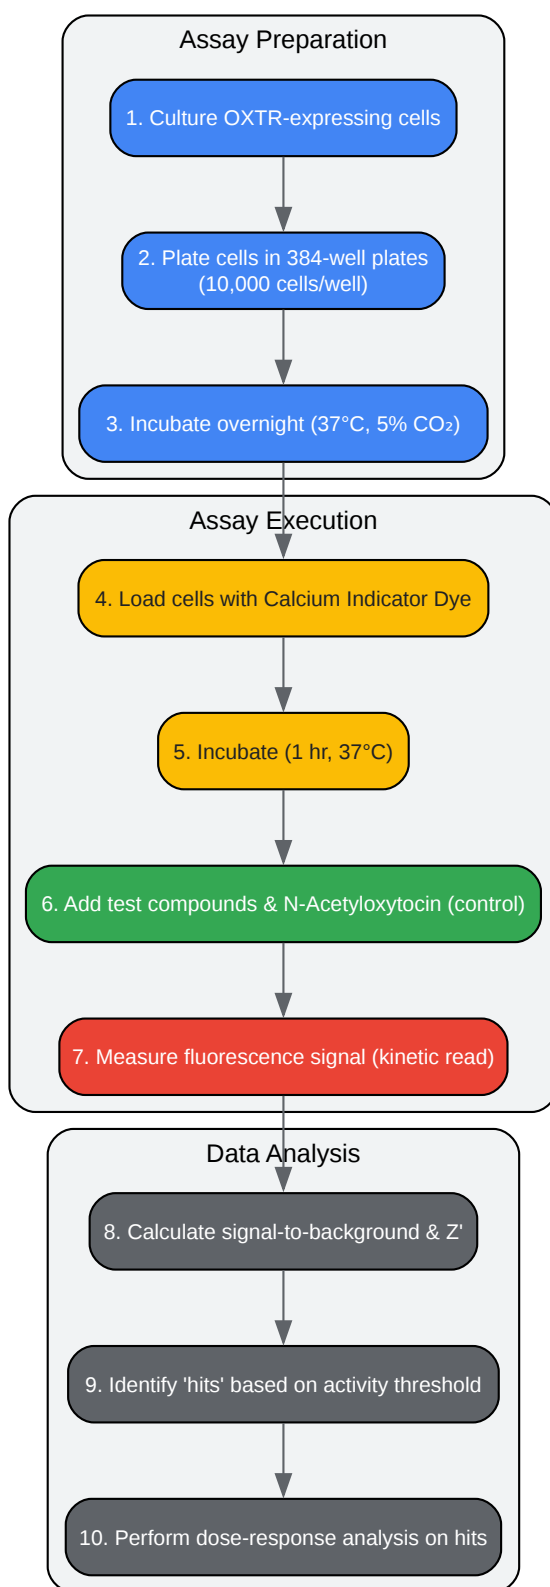 Assay Preparation
1. Culture OXTR-expressing cells
2. Plate cells in 384-well plates
(10,000 cells/well)
3. Incubate overnight (37°C, 5% CO₂)
Assay Execution
4. Load cells with Calcium Indicator Dye
5. Incubate (1 hr, 37°C)
6. Add test compounds & N-Acetyloxytocin (control)
7. Measure fluorescence signal (kinetic read)
Data Analysis
8. Calculate signal-to-background & Z'
9. Identify 'hits' based on activity threshold
10. Perform dose-response analysis on hits